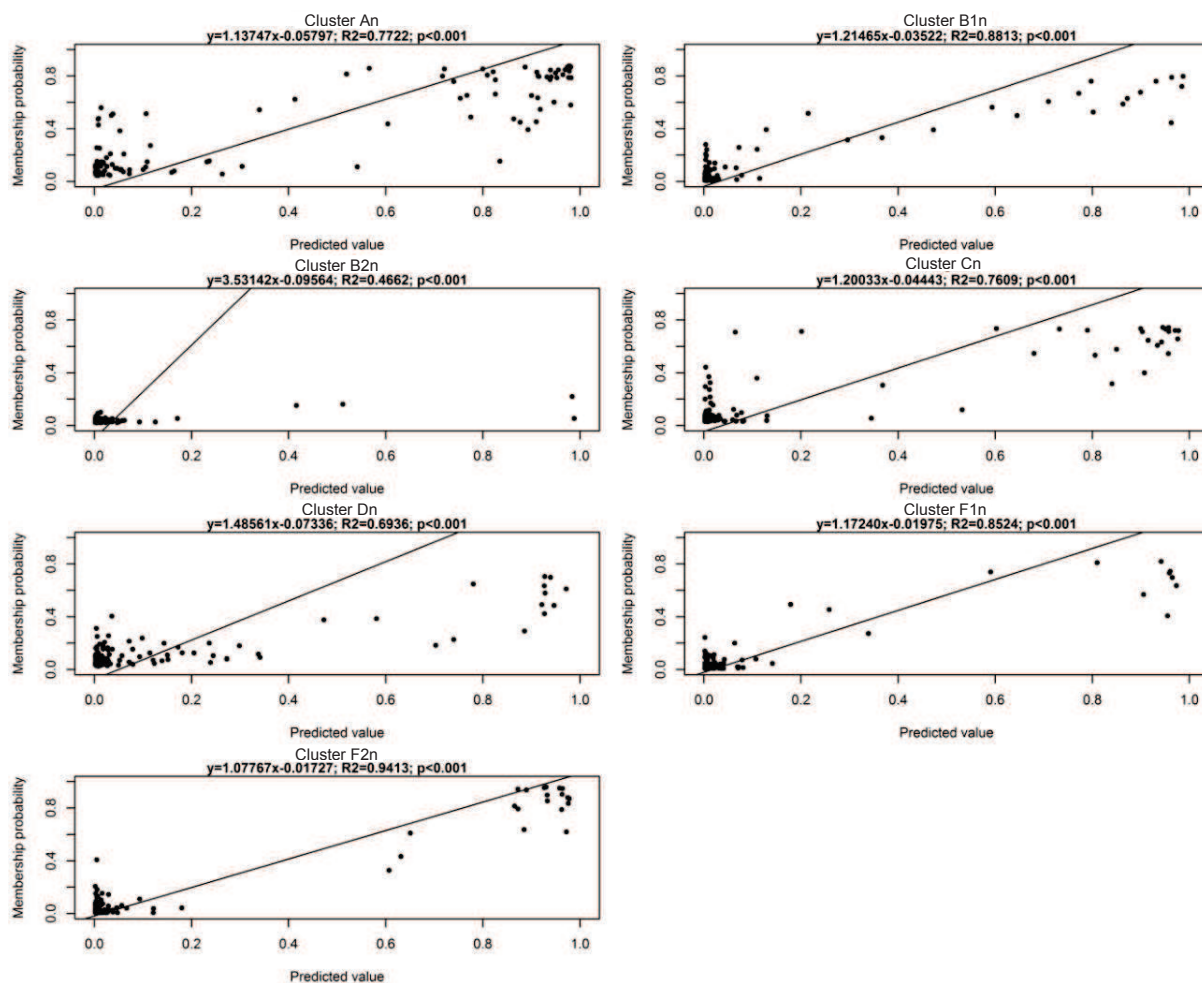 Cluster An
y=1.13747x-0.05797; R2=0.7722; p<0.001
Membership probability
0.0 0.4 0.8
0.0 0.2 0.4 0.6 0.8 1.0
Predicted value
Cluster B1n
y=1.21465x-0.03522; R2=0.8813; p<0.001
Membership probability
0.0 0.4 0.8
0.0 0.2 0.4 0.6 0.8 1.0
Predicted value
Cluster B2n
y=3.53142x-0.09564; R2=0.4662; p<0.001
Membership probability
0.0 0.4 0.8
0.0 0.2 0.4 0.6 0.8 1.0
Predicted value
Cluster Cn
y=1.20033x-0.04443; R2=0.7609; p<0.001
Membership probability
0.0 0.4 0.8
0.0 0.2 0.4 0.6 0.8 1.0
Predicted value
Cluster Dn
y=1.48561x-0.07336; R2=0.6936; p<0.001
Membership probability
0.0 0.4 0.8
0.0 0.2 0.4 0.6 0.8 1.0
Predicted value
Cluster F1n
y=1.17240x-0.01975; R2=0.8524; p<0.001
Membership probability
0.0 0.4 0.8
0.0 0.2 0.4 0.6 0.8 1.0
Predicted value
Cluster F2n
y=1.07767x-0.01727; R2=0.9413; p<0.001
Membership probability
0.0 0.4 0.8
0.0 0.2 0.4 0.6 0.8 1.0
Predicted value